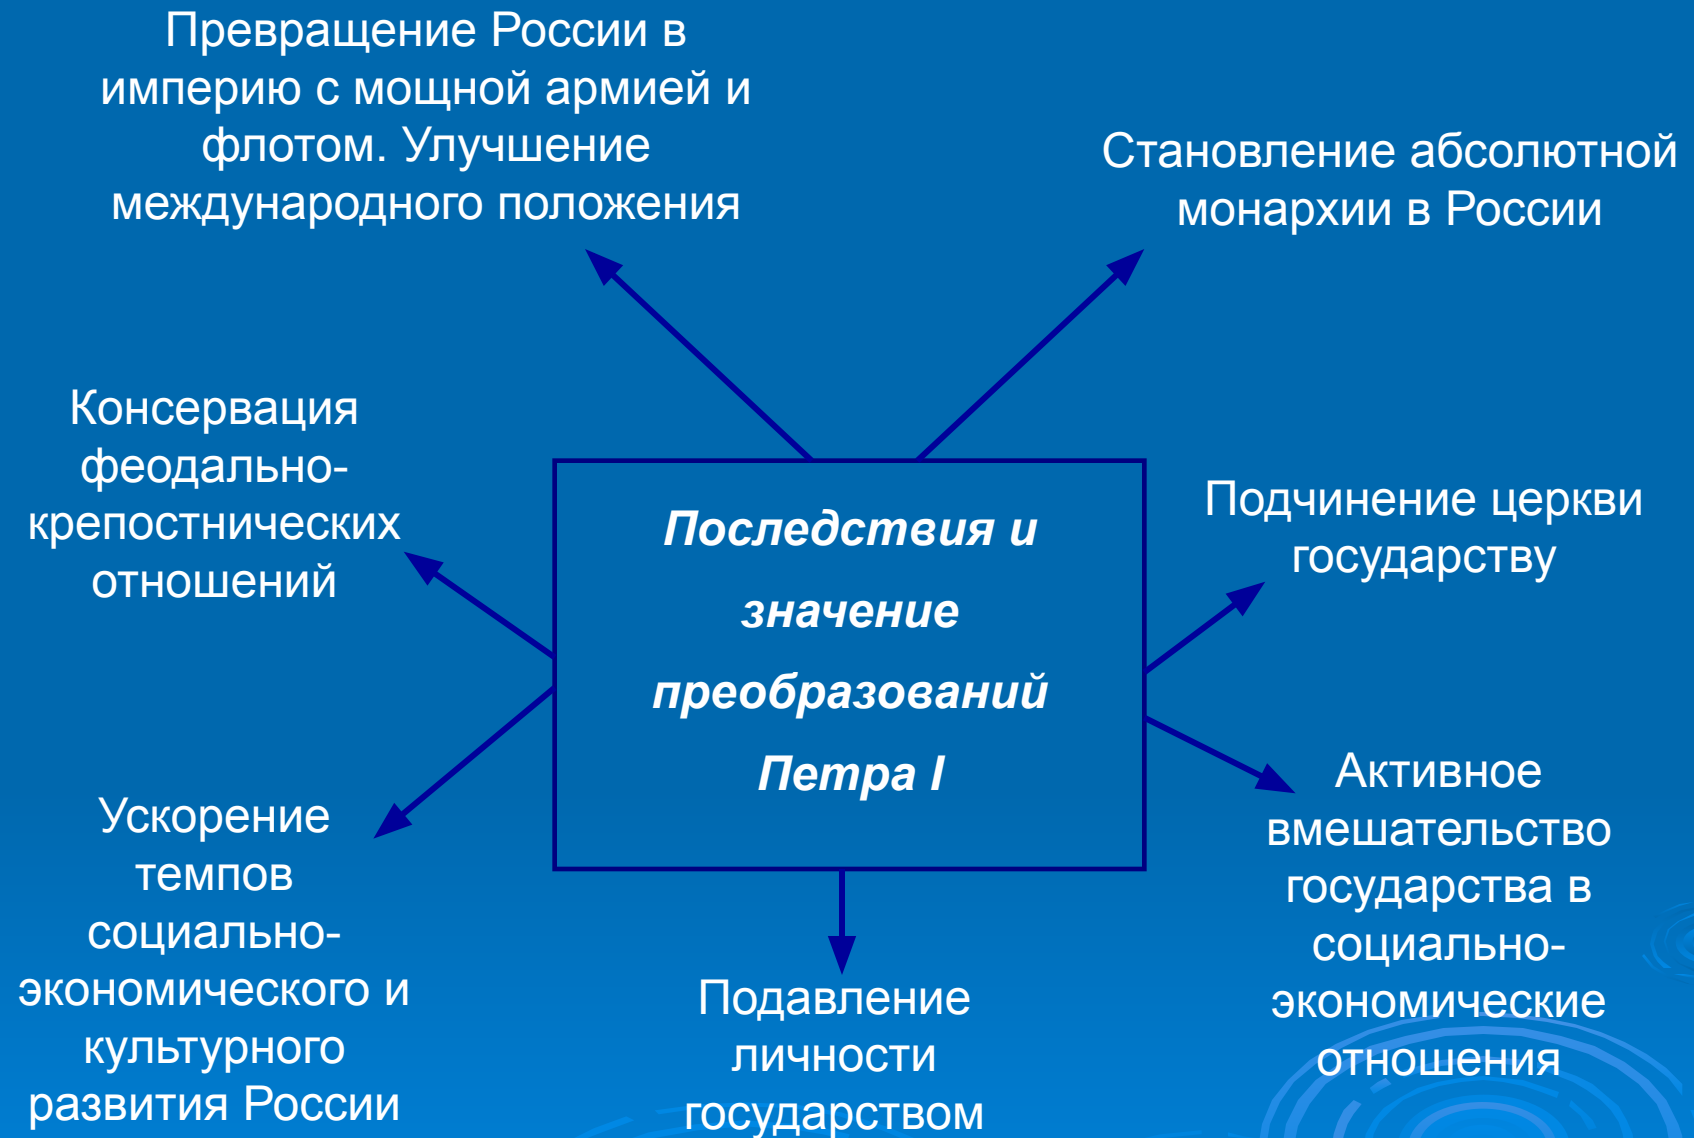 Превращение России в
империю с мощной армией и
флотом. Улучшение
международного положения
Становление абсолютной
монархии в России
Консервация
феодально-
крепостнических
отношений
Последствия и
значение
преобразований
Петра I
Подчинение церкви
государству
Ускорение
темпов
социально-
экономического и
культурного
развития России
Подавление
личности
государством
Активное
вмешательство
государства в
социально-
экономические
отношения